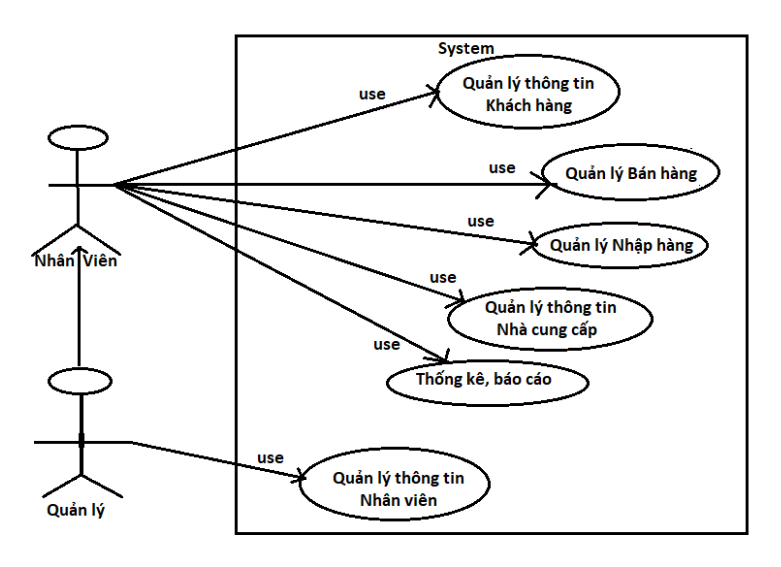 System
Quản lý thông tin
Khách hàng
use
use
Quản lý Bán hàng
use
Quản lý Nhập hàng
Nhân Viên
use
Quản lý thông tin
Nhà cung cấp
use
Thống kê, báo cáo
use
Quản lý thông tin
Nhân viên
Quản lý